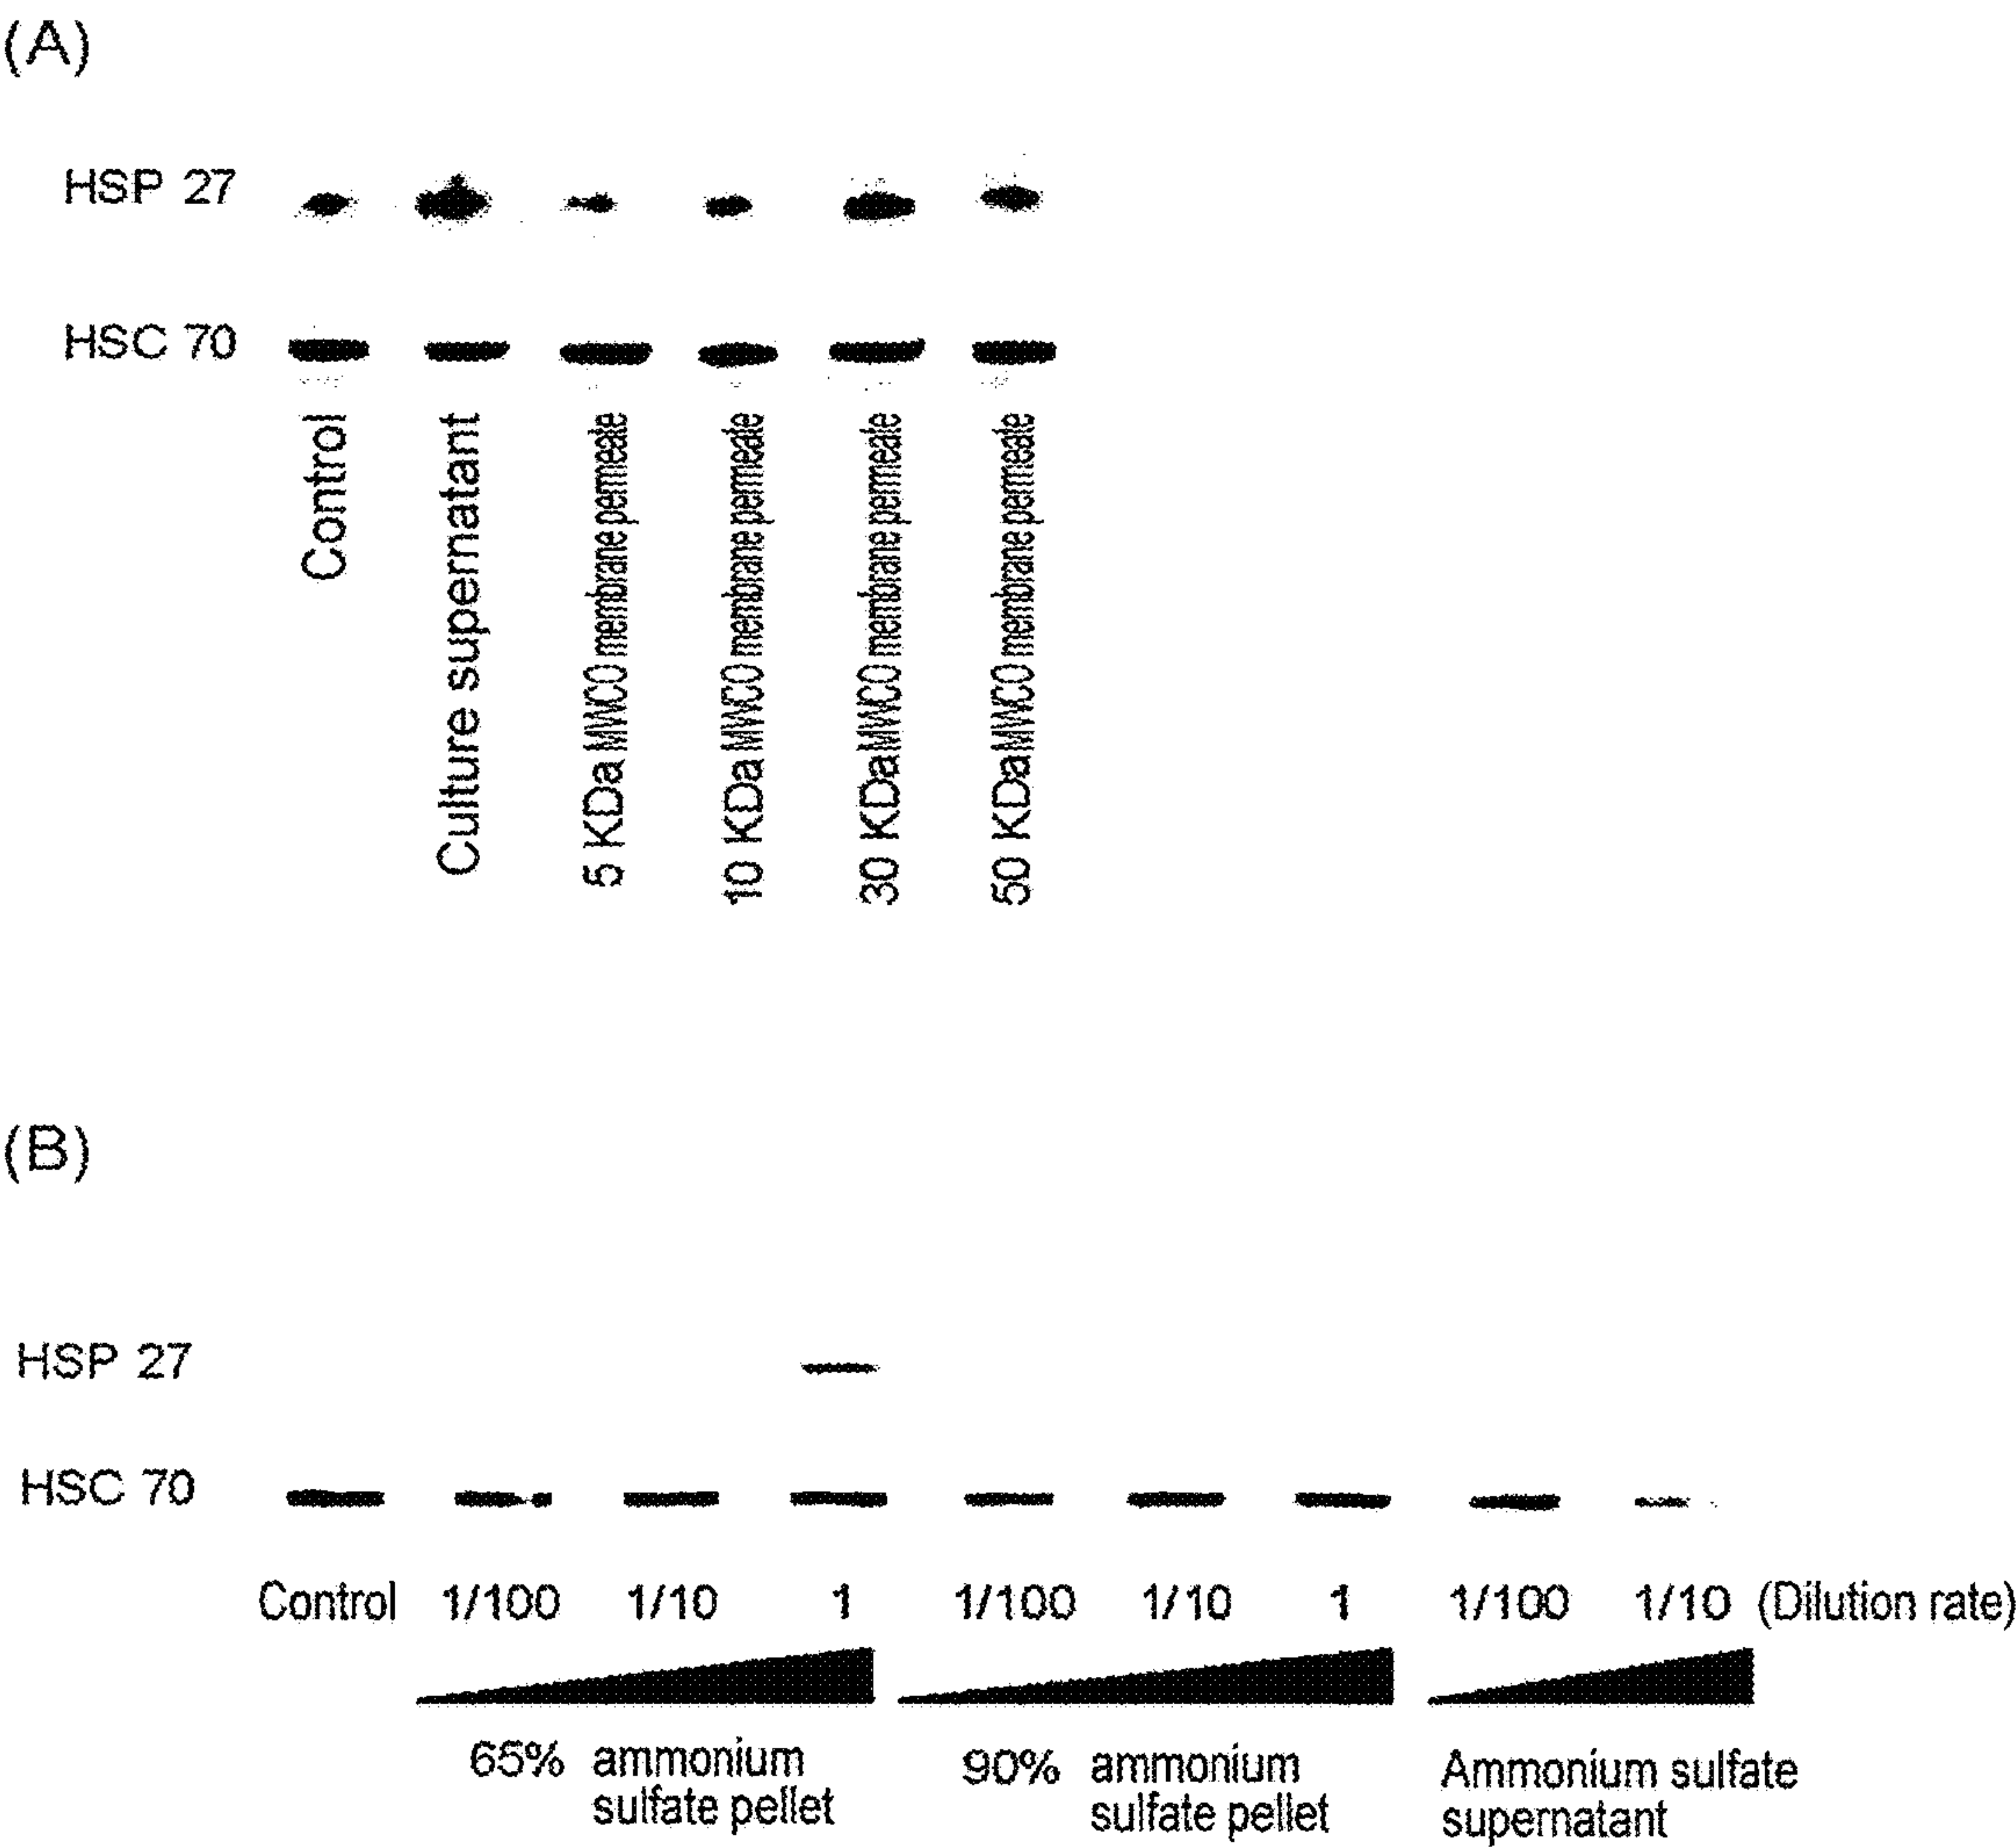 (A)
HSP 27
HSC 70
Control
Culture supernatant
5 KDa MWCO membrane permeate
10 KDa MWCO membrane permeate
30 KDa MWCO membrane permeate
50 KDa MWCO membrane permeate
(B)
HSP 27
HSC 70
Control 1/100 1/10 1 1/100 1/10 1 1/100 1/10 (Dilution rate)
65% ammonium
sulfate pellet
90% ammonium
sulfate pellet
Ammonium sulfate
supernatant